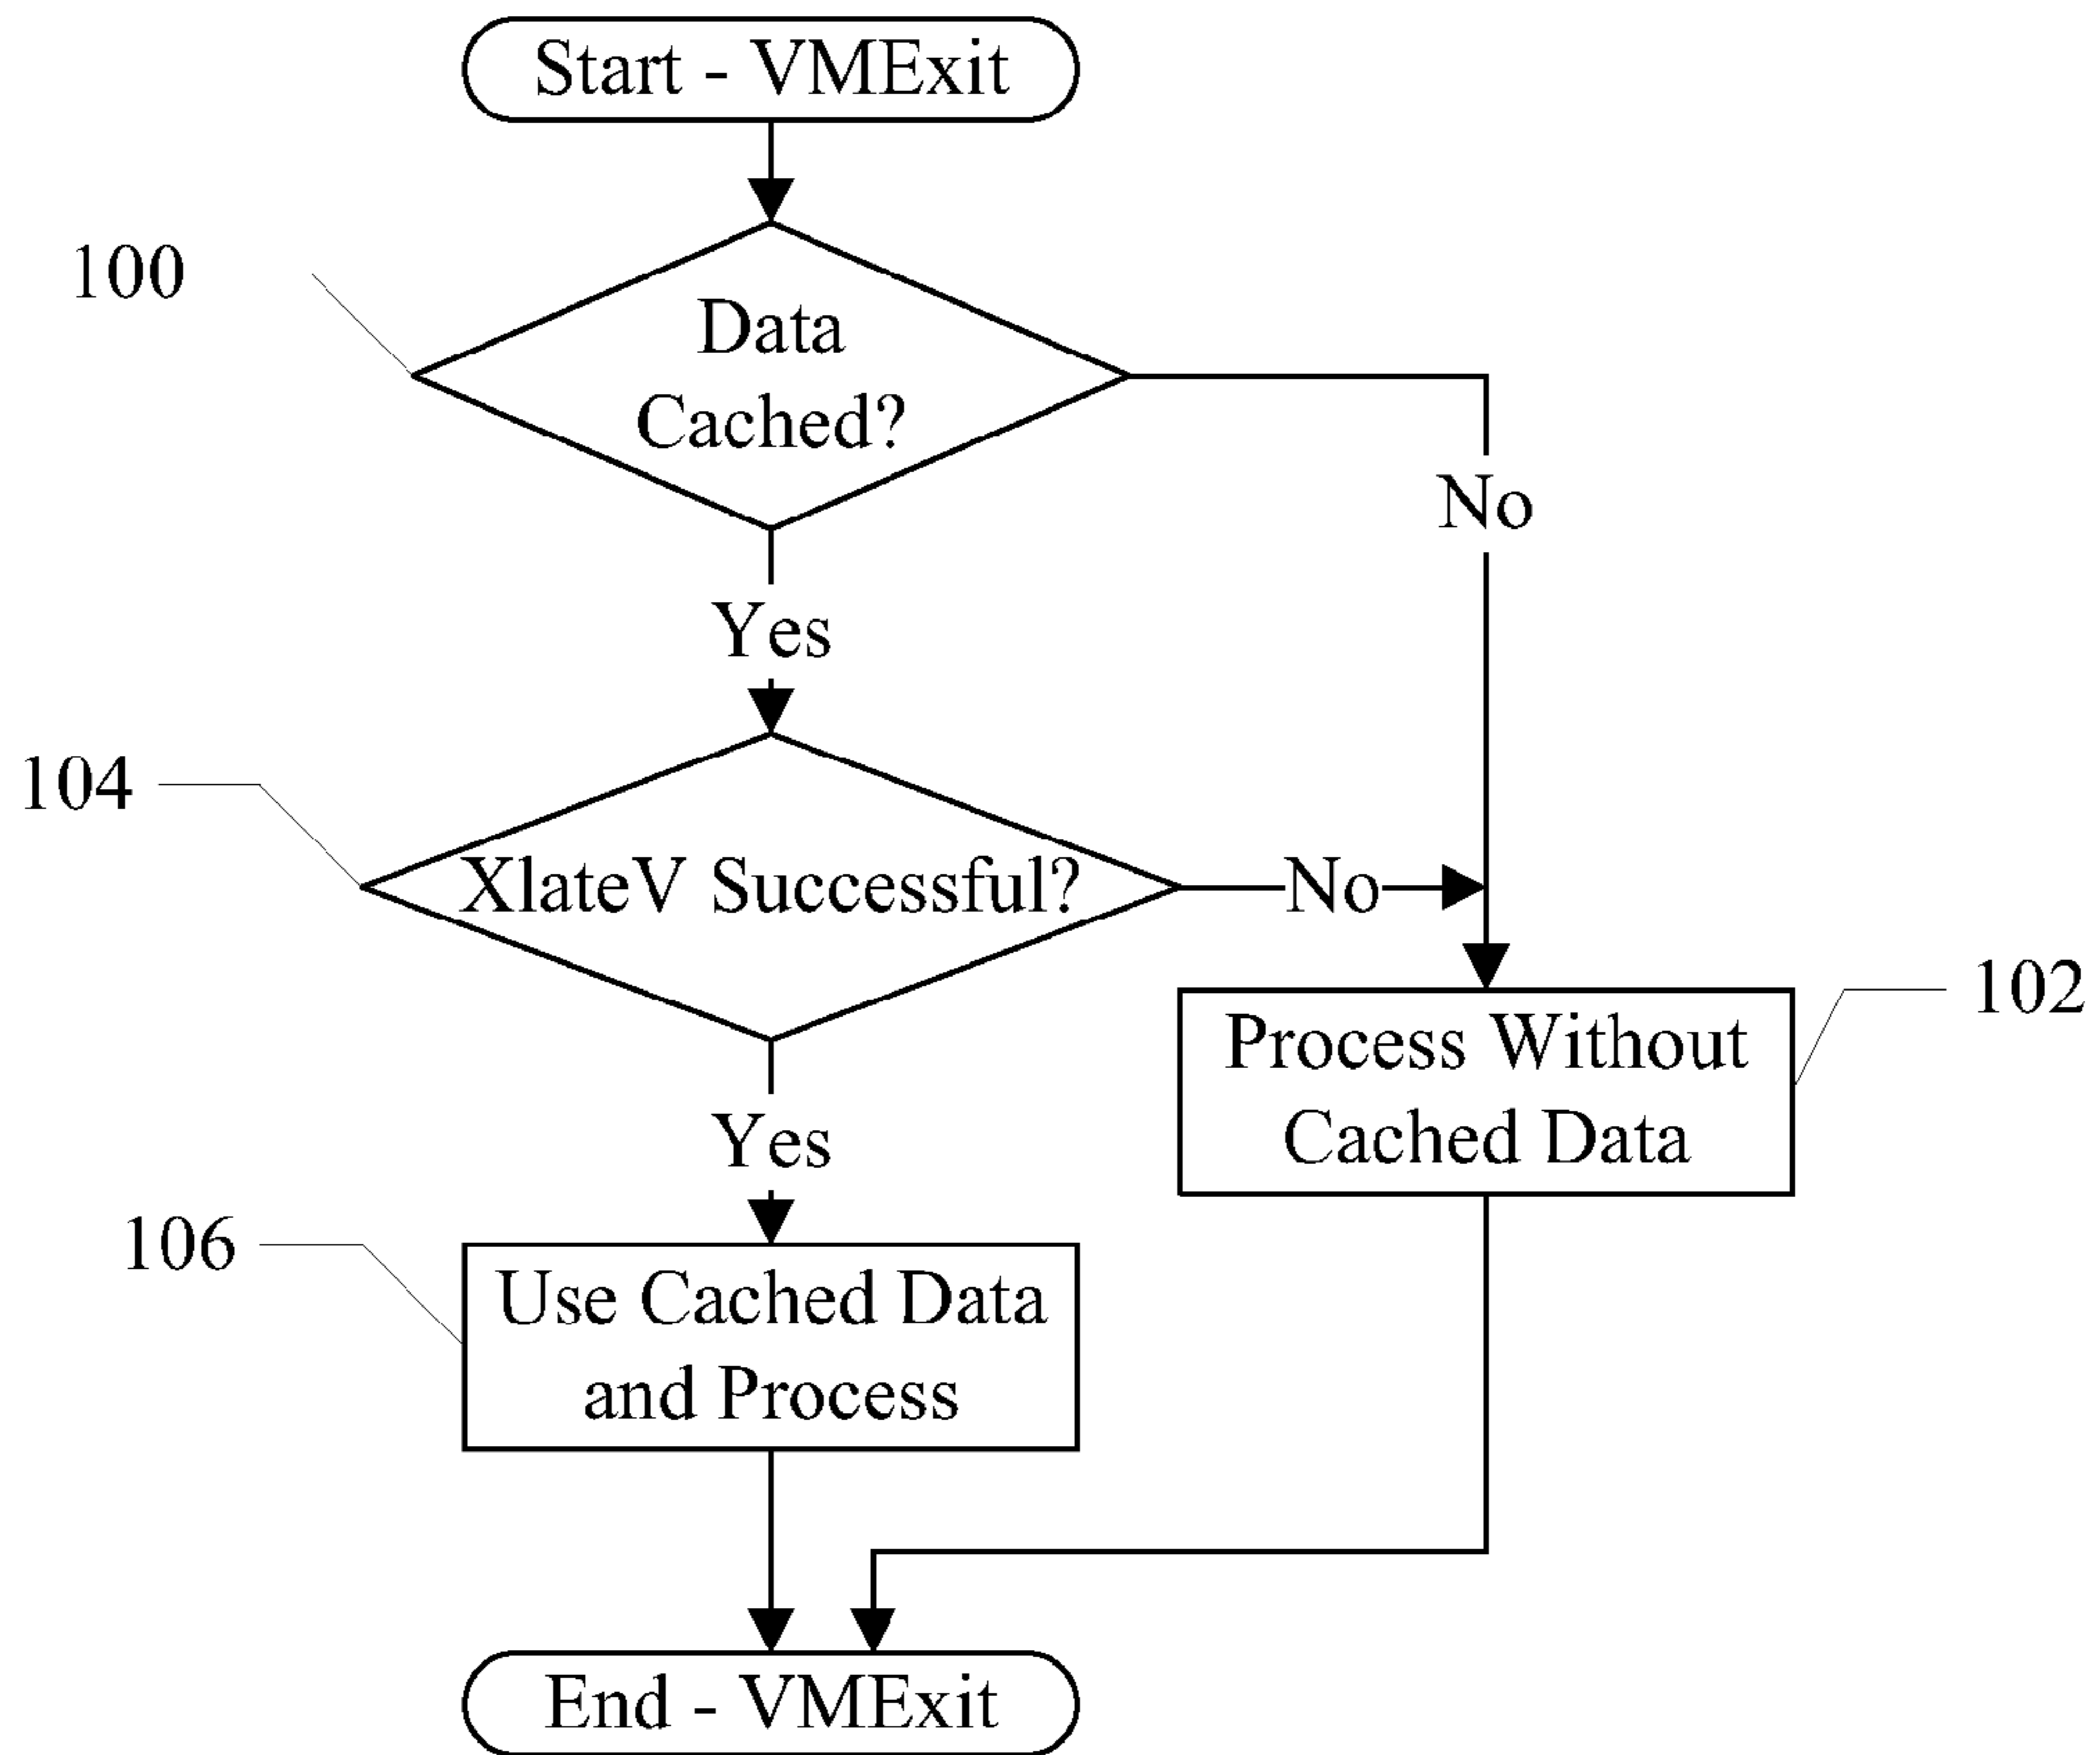 Start - VMExit
100
Data
Cached?
No
Yes
104
XlateV Successful?
No
102
Process Without
Cached Data
Yes
106
Use Cached Data
and Process
End - VMExit